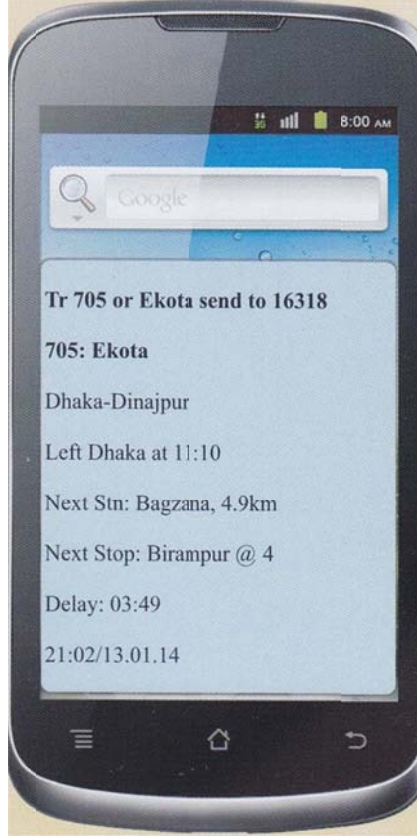 3G 8:00 AM
Google
Tr 705 or Ekota send to 16318
705: Ekota
Dhaka-Dinajpur
Left Dhaka at 11:10
Next Stn: Bagzana, 4.9km
Next Stop: Birampur @ 4
Delay: 03:49
21:02/13.01.14